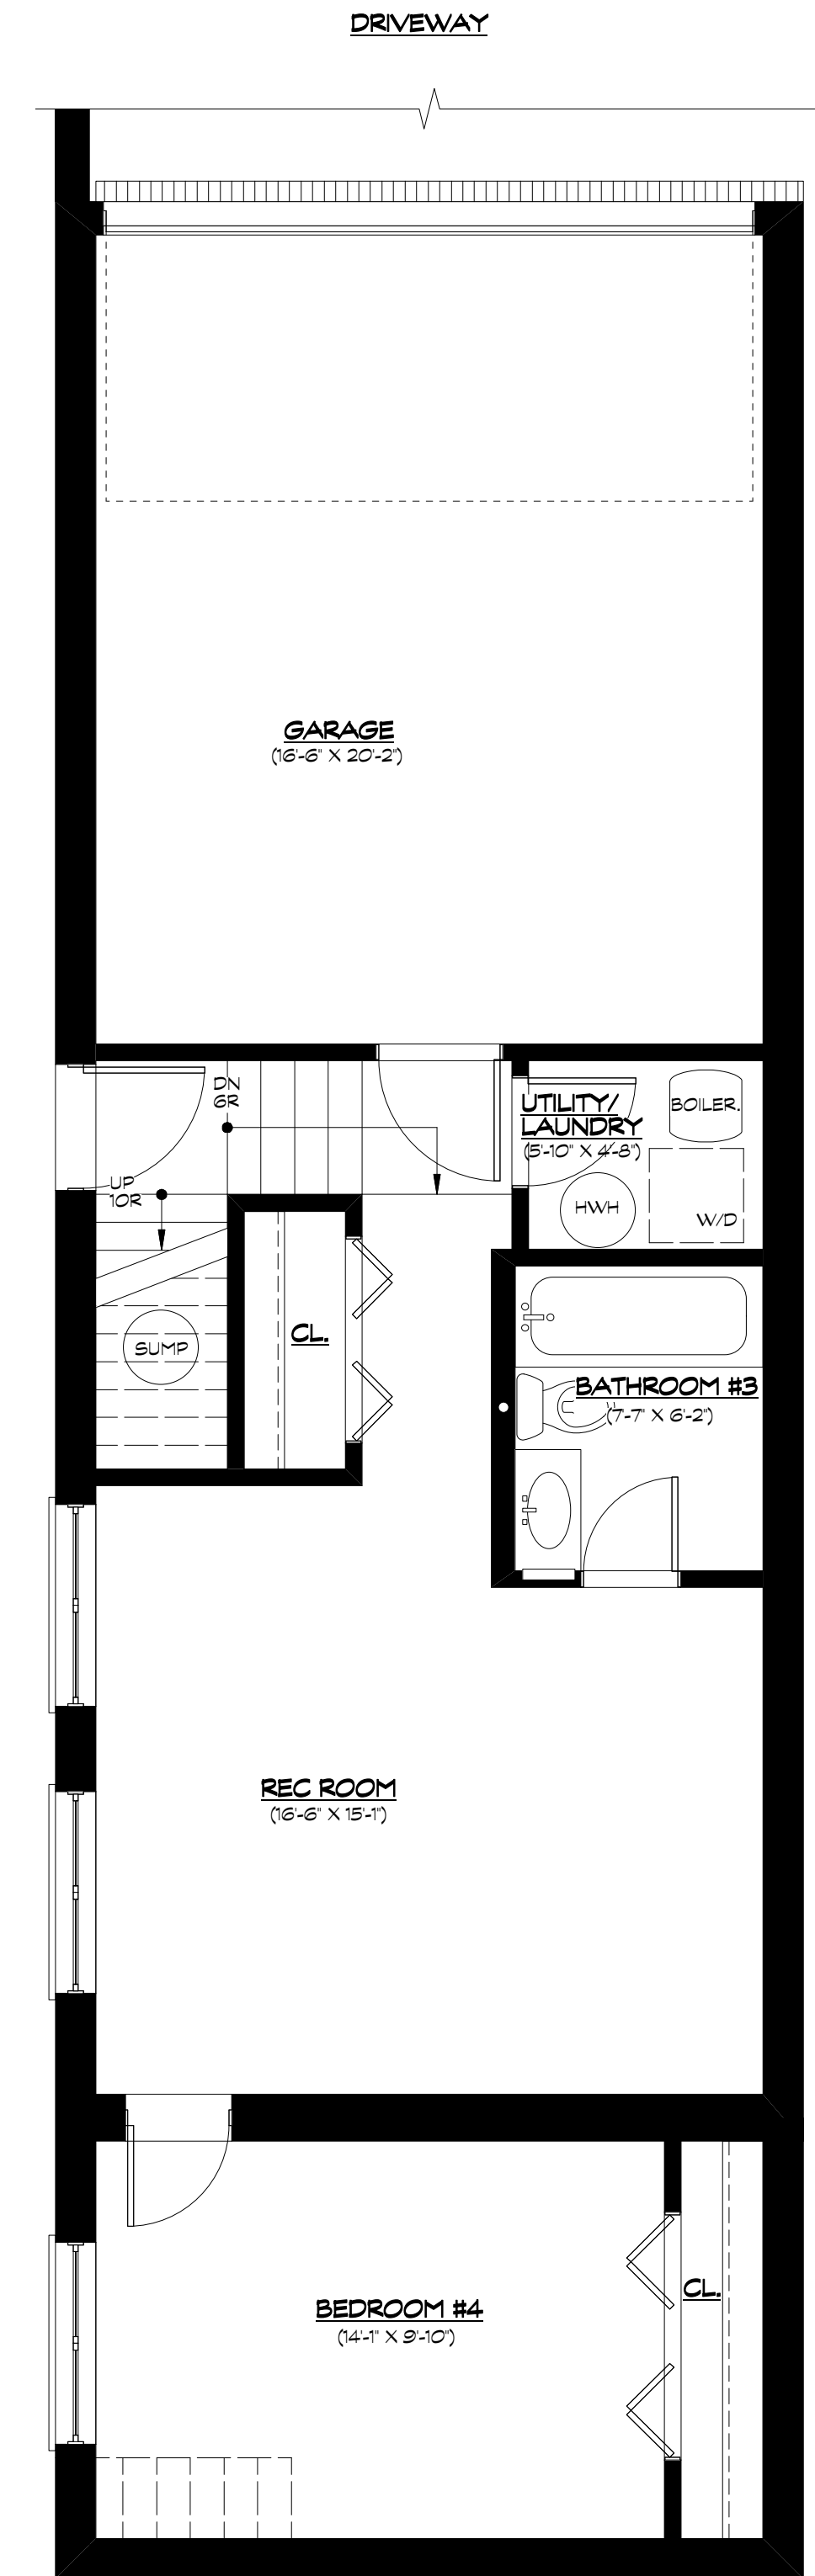 DRIVEWAY
GARAGE
(16'-6" X 20'-2")
DN
6R
UTILITY/
LAUNDRY
(5'-10" X 4'-8")
BOILER.
UP
10R
HWH
W/D
CL.
SUMP
BATHROOM #3
(7'-7" X 6'-2")
REC ROOM
(16'-6" X 15'-1")
CL.
BEDROOM #4
(14'-1" X 9'-10")